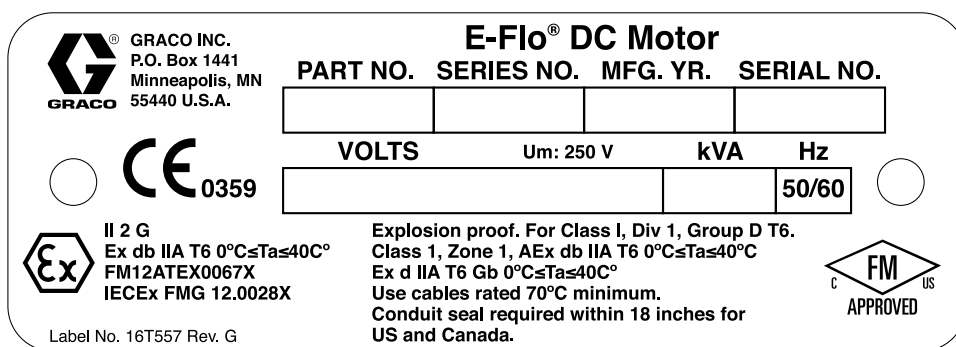 GRACO
®
GRACO INC.
P.O. Box 1441
Minneapolis, MN
55440 U.S.A.
E-Flo® DC Motor
PART NO. SERIES NO. MFG. YR. SERIAL NO.
VOLTS Um: 250 V kVA Hz
50/60
CE 0359
Ex
II 2 G
Ex db IIA T6 0°C≤Ta≤40C°
FM12ATEX0067X
IECEx FMG 12.0028X
Label No. 16T557 Rev. G
Explosion proof. For Class I, Div 1, Group D T6.
Class 1, Zone 1, AEx db IIA T6 0°C≤Ta≤40°C
Ex d IIA T6 Gb 0°C≤Ta≤40C°
Use cables rated 70°C minimum.
Conduit seal required within 18 inches for
US and Canada.
FM
C US
APPROVED